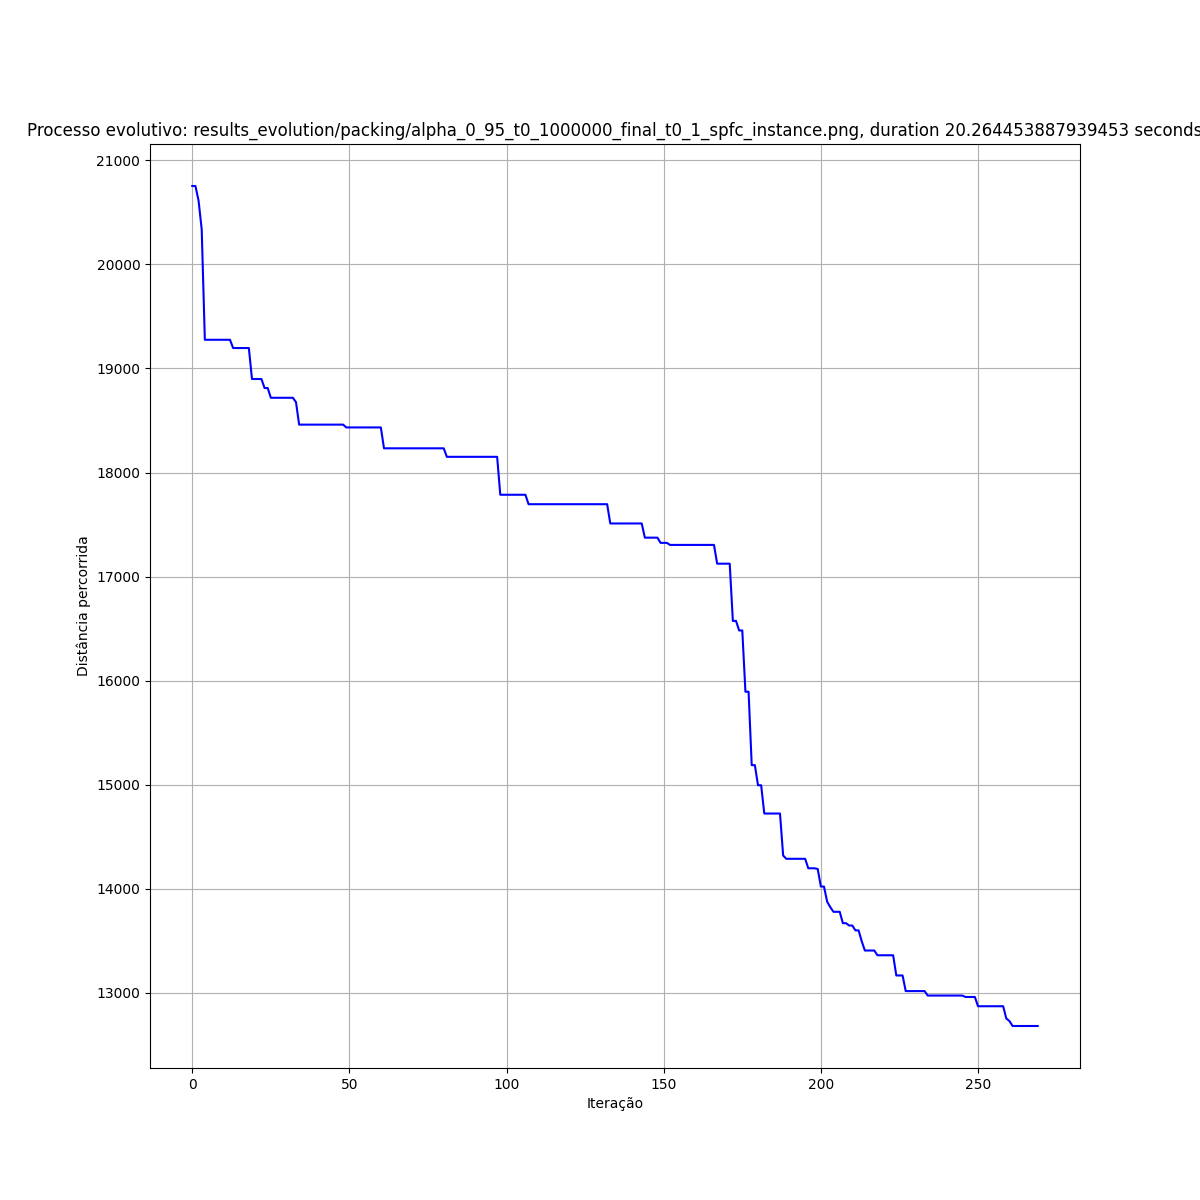 Processo evolutivo: results_evolution/packing/alpha_0_95_t0_1000000_final_t0_1_spfc_instance.png, duration 20.264453887939453 seconds
21000
20000
19000
18000
17000
16000
15000
14000
13000
Distância percorrida
0 50 100 150 200 250
Iteração